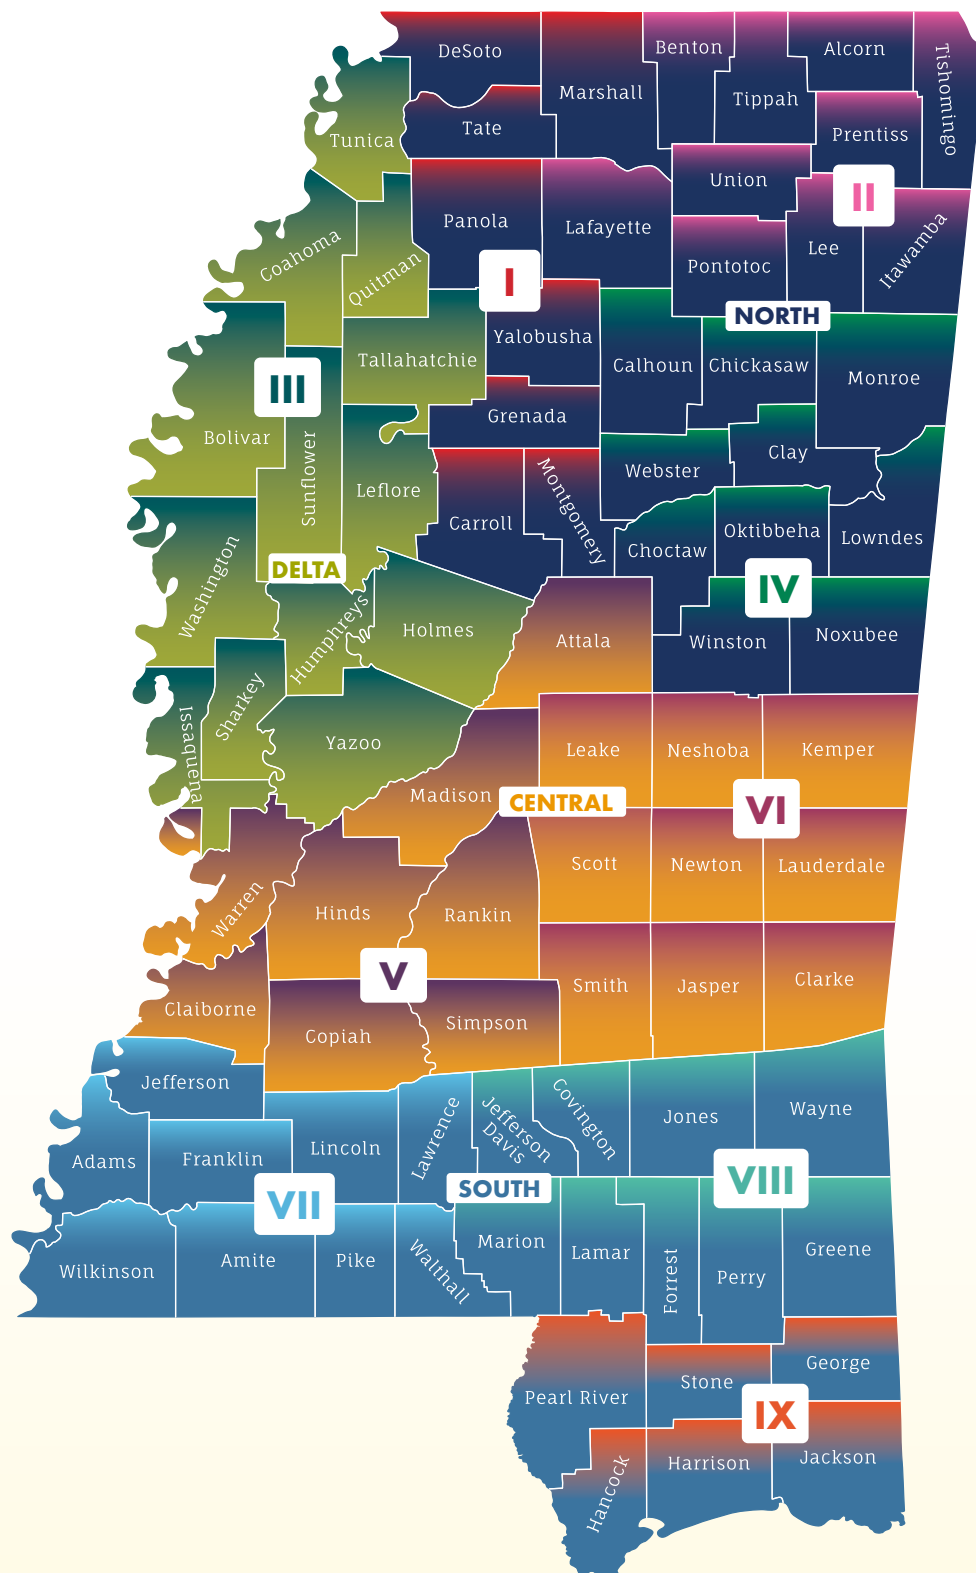 DeSoto
Marshall
Benton
Tippah
Alcorn
Tishomingo
Prentiss
Tate
Tunica
Union
II
Panola
Lafayette
Lee
Itawamba
Coahoma
Quitman
Pontotoc
I
NORTH
Yalobusha
Tallahatchie
Calhoun
Chickasaw
Monroe
III
Grenada
Bolivar
Sunflower
Leflore
Carroll
Montgomery
Webster
Clay
Choctaw
Oktibbeha
Lowndes
DELTA
Washington
IV
Humphreys
Holmes
Attala
Winston
Noxubee
Sharkey
Issaquena
Yazoo
Leake
Neshoba
Kemper
Madison
CENTRAL
VI
Scott
Newton
Lauderdale
Warren
Hinds
Rankin
V
Smith
Jasper
Clarke
Claiborne
Copiah
Simpson
Jefferson
Lawrence
Jefferson
Davis
Covington
Jones
Wayne
Adams
Franklin
Lincoln
VII
SOUTH
VIII
Wilkinson
Amite
Pike
Walthall
Marion
Lamar
Forrest
Perry
Greene
Pearl River
Stone
George
IX
Hancock
Harrison
Jackson